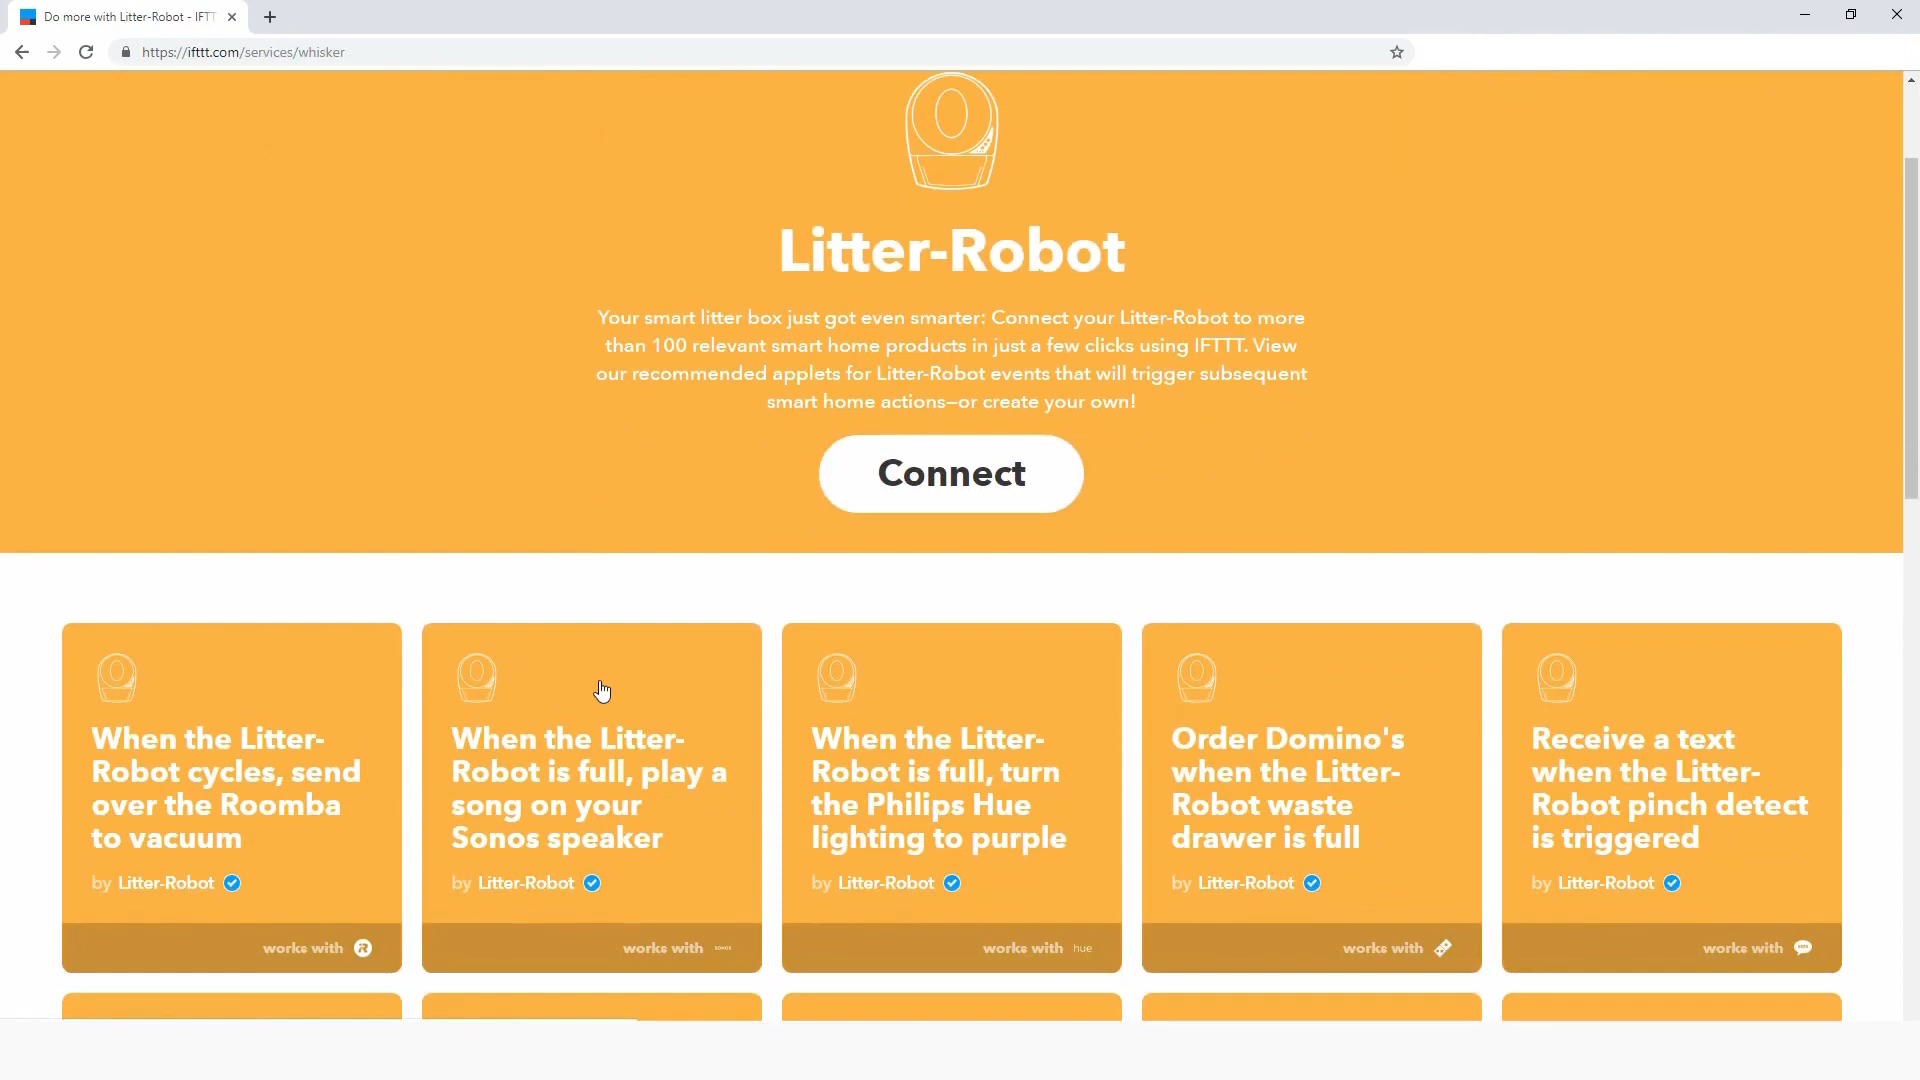 Do more with Litter-Robot - IFT
https://ifttt.com/services/whisker
Litter-Robot
Your smart litter box just got even smarter: Connect your Litter-Robot to more
than 100 relevant smart home products in just a few clicks using IFTTT. View
our recommended applets for Litter-Robot events that will trigger subsequent
smart home actions—or create your own!
Connect
When the Litter-
Robot cycles, send
over the Roomba
to vacuum
by Litter-Robot
works with R
When the Litter-
Robot is full, play a
song on your
Sonos speaker
by Litter-Robot
works with SONOS
When the Litter-
Robot is full, turn
the Philips Hue
lighting to purple
by Litter-Robot
works with hue
Order Domino's
when the Litter-
Robot waste
drawer is full
by Litter-Robot
works with
Receive a text
when the Litter-
Robot pinch detect
is triggered
by Litter-Robot
works with